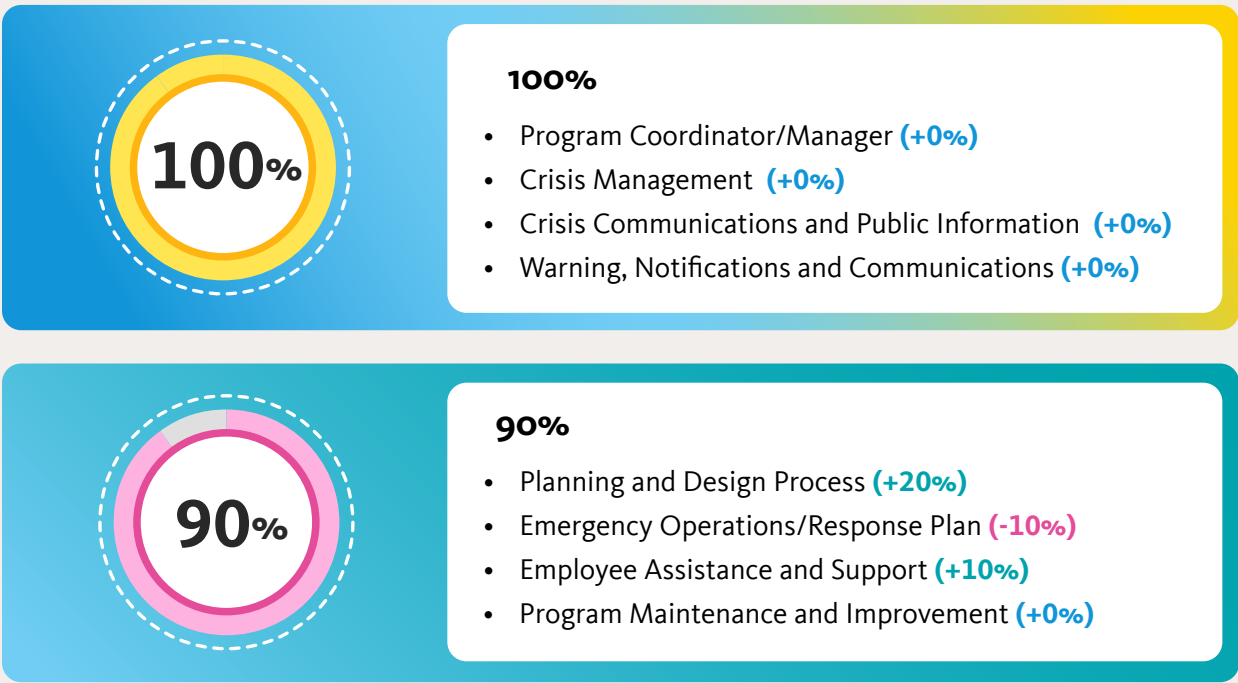 100%
100%
• Program Coordinator/Manager (+0%)
• Crisis Management (+0%)
• Crisis Communications and Public Information (+0%)
• Warning, Notifications and Communications (+0%)
90%
90%
• Planning and Design Process (+20%)
• Emergency Operations/Response Plan (-10%)
• Employee Assistance and Support (+10%)
• Program Maintenance and Improvement (+0%)